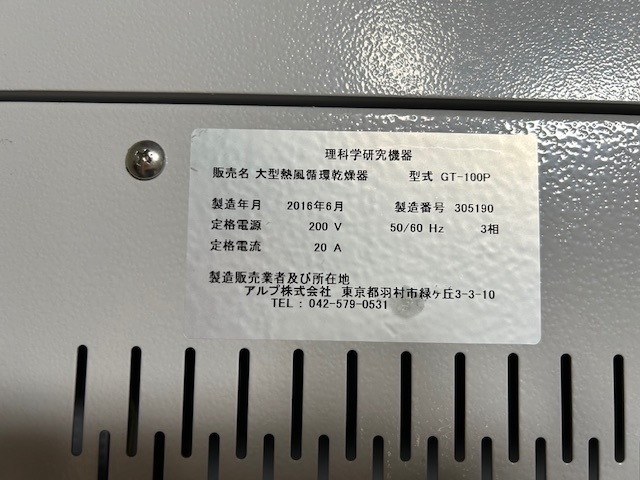 理科学研究機器
販売名 大型熱風循環乾燥器 型式 GT-100P
製造年月 2016年6月 製造番号 305190
定格電源 200 V 50/60 Hz 3相
定格電流 20 A
製造販売業者及び所在地
アルプ株式会社 東京都羽村市緑ヶ丘3-3-10
TEL : 042-579-0531